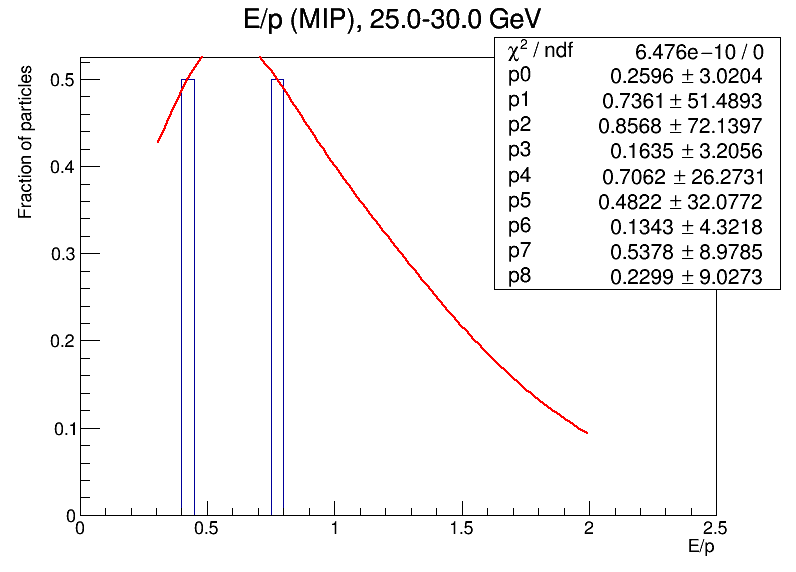 E/p (MIP), 25.0-30.0 GeV
χ² / ndf 6.476e−10 / 0
p0 0.2596 ± 3.0204
p1 0.7361 ± 51.4893
p2 0.8568 ± 72.1397
p3 0.1635 ± 3.2056
p4 0.7062 ± 26.2731
p5 0.4822 ± 32.0772
p6 0.1343 ± 4.3218
p7 0.5378 ± 8.9785
p8 0.2299 ± 9.0273
Fraction of particles
0.5
0.4
0.3
0.2
0.1
0
0 0.5 1 1.5 2 2.5
E/p